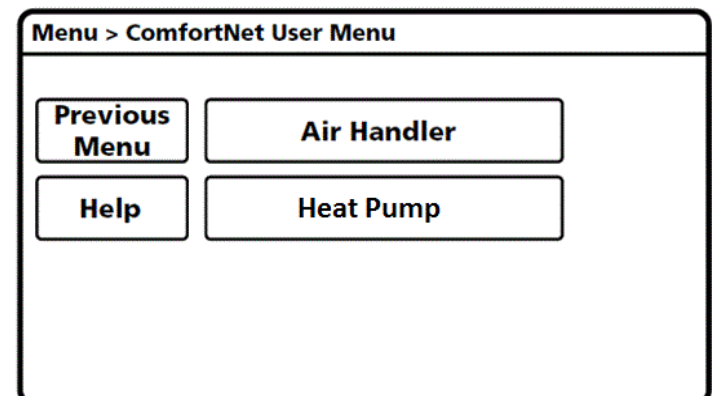 Menu > ComfortNet User Menu
Previous
Menu
Air Handler
Help
Heat Pump